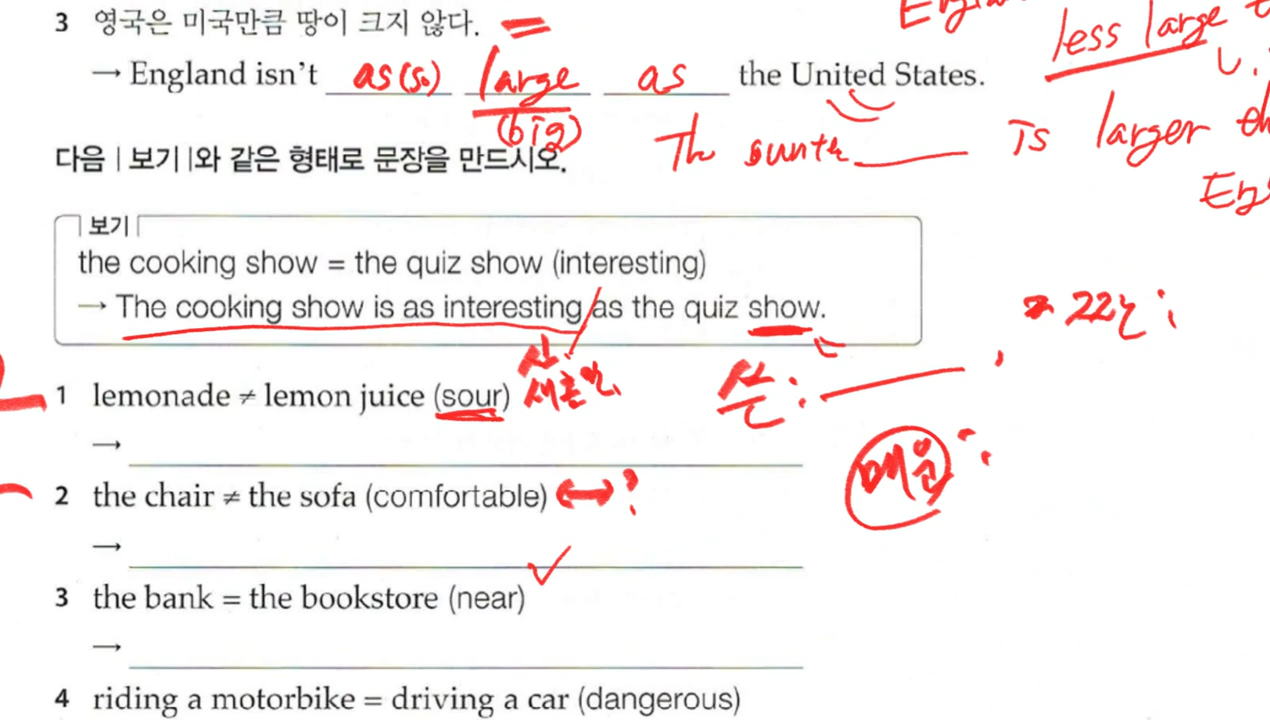 3 영국은 미국만큼 땅이 크지 않다.
→ England isn't as(so) large as the United States.
(big)
less large
is larger
다음 |보기|와 같은 형태로 문장을 만드시오.
보기
the cooking show = the quiz show (interesting)
→ The cooking show is as interesting as the quiz show.
1 lemonade ≠ lemon juice (sour)
신
새콤한
쓴:
→
매운:
2 the chair ≠ the sofa (comfortable) ↔ ?
→
3 the bank = the bookstore (near)
→
4 riding a motorbike = driving a car (dangerous)